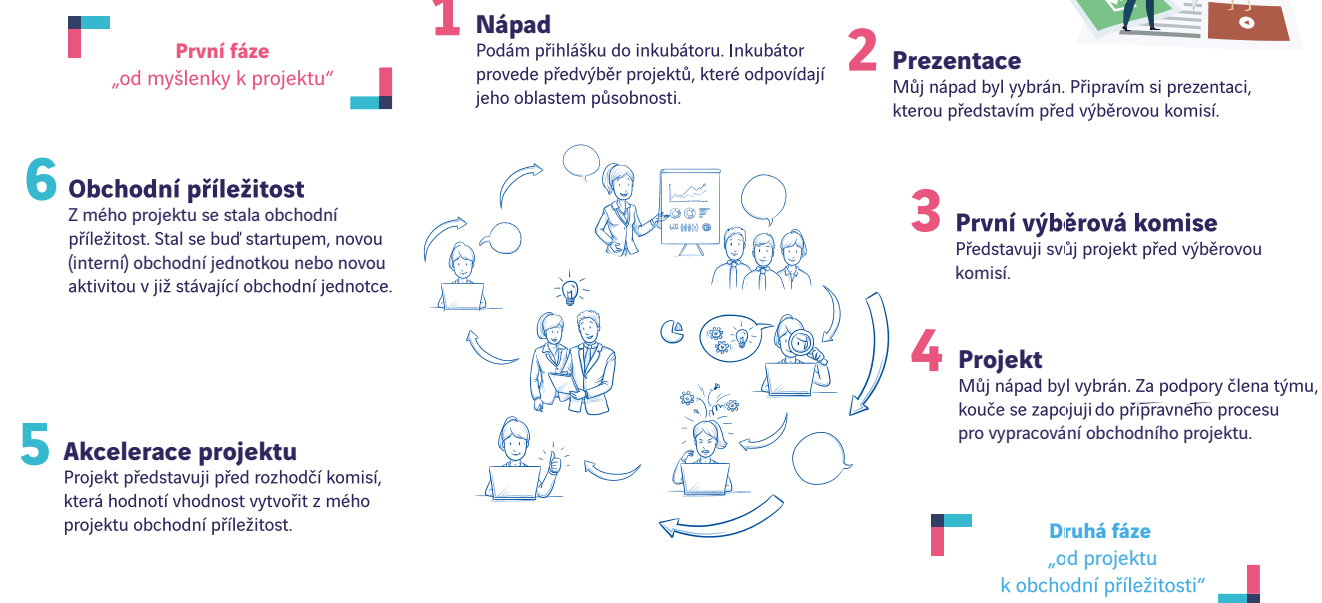 První fáze
„od myšlenky k projektu“
1 Nápad
Podám přihlášku do inkubátoru. Inkubátor
provede předvýběr projektů, které odpovídají
jeho oblastem působnosti.
2 Prezentace
Můj nápad byl vybrán. Připravím si prezentaci,
kterou představím před výběrovou komisí.
3 První výběrová komise
Představuji svůj projekt před výběrovou
komisí.
4 Projekt
Můj nápad byl vybrán. Za podpory člena týmu,
kouče se zapojuji do přípravného procesu
pro vypracování obchodního projektu.
Druhá fáze
„od projektu
k obchodní příležitosti“
5 Akcelerace projektu
Projekt představuji před rozhodčí komisí,
která hodnotí vhodnost vytvořit z mého
projektu obchodní příležitost.
6 Obchodní příležitost
Z mého projektu se stala obchodní
příležitost. Stal se buď startupem, novou
(interní) obchodní jednotkou nebo novou
aktivitou v již stávající obchodní jednotce.